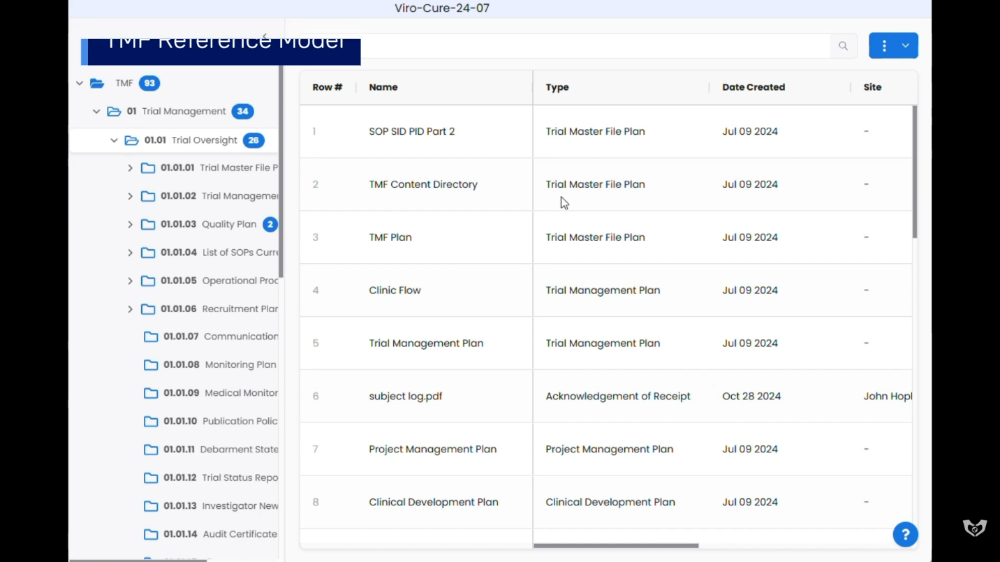 Viro-Cure-24-07
TMF Reference Model
TMF 93
01 Trial Management 34
01.01 Trial Oversight 26
01.01.01 Trial Master File P
01.01.02 Trial Manageme
01.01.03 Quality Plan 2
01.01.04 List of SOPs Curre
01.01.05 Operational Proc
01.01.06 Recruitment Plan
01.01.07 Communication
01.01.08 Monitoring Plan
01.01.09 Medical Monitor
01.01.10 Publication Polic
01.01.11 Debarment State
01.01.12 Trial Status Repo
01.01.13 Investigator New
01.01.14 Audit Certificate
Row # Name Type Date Created Site
1 SOP SID PID Part 2 Trial Master File Plan Jul 09 2024 -
2 TMF Content Directory Trial Master File Plan Jul 09 2024 -
3 TMF Plan Trial Master File Plan Jul 09 2024 -
4 Clinic Flow Trial Management Plan Jul 09 2024 -
5 Trial Management Plan Trial Management Plan Jul 09 2024 -
6 subject log.pdf Acknowledgement of Receipt Oct 28 2024 John Hopl
7 Project Management Plan Project Management Plan Jul 09 2024 -
8 Clinical Development Plan Clinical Development Plan Jul 09 2024 -
?